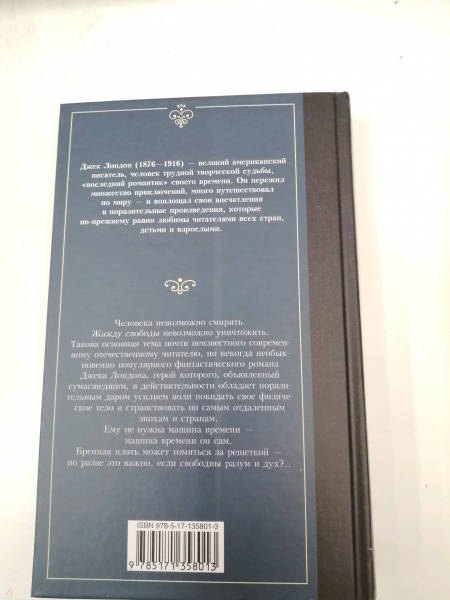 Джек Лондон (1876—1916) — великий американский
писатель, человек трудной творческой судьбы,
«последний романтик» своего времени. Он пережил
множество приключений, много путешествовал
по миру — и воплощал свои впечатления
в поразительные произведения, которые
по-прежнему равно любимы читателями всех стран,
детьми и взрослыми.
Человека невозможно смирить.
Жажду свободы невозможно уничтожить.
Такова основная тема почти неизвестного современ-
ному отечественному читателю, но некогда необык-
новенно популярного фантастического романа
Джека Лондона, герой которого, объявленный
сумасшедшим, в действительности обладает порази-
тельным даром усилием воли покидать свое физиче-
ское тело и странствовать по самым отдаленным
эпохам и странам.
Ему не нужна машина времени —
машина времени он сам.
Бренная плоть может томиться за решеткой —
но разве это важно, если свободны разум и дух?..
ISBN 978-5-17-135801-3
9 785171 358013